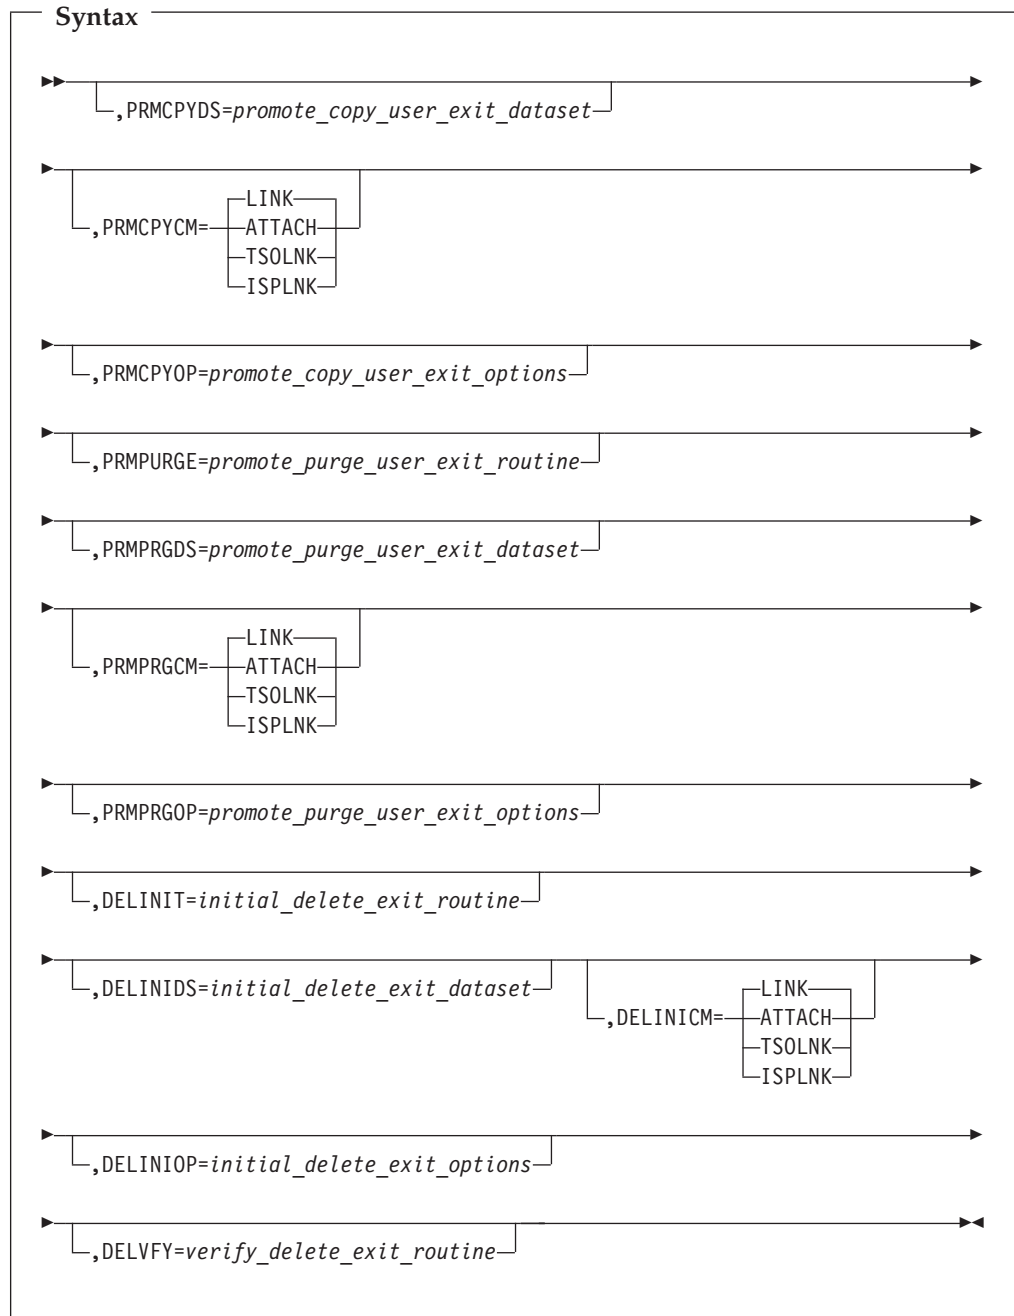 Syntax
,PRMCPYDS=promote_copy_user_exit_dataset
LINK
,PRMCPYCM= ATTACH
TSOLNK
ISPLNK
,PRMCPYOP=promote_copy_user_exit_options
,PRMPURGE=promote_purge_user_exit_routine
,PRMPRGDS=promote_purge_user_exit_dataset
LINK
,PRMPRGCM= ATTACH
TSOLNK
ISPLNK
,PRMPRGOP=promote_purge_user_exit_options
,DELINIT=initial_delete_exit_routine
,DELINIDS=initial_delete_exit_dataset
LINK
,DELINICM= ATTACH
TSOLNK
ISPLNK
,DELINIOP=initial_delete_exit_options
,DELVFY=verify_delete_exit_routine